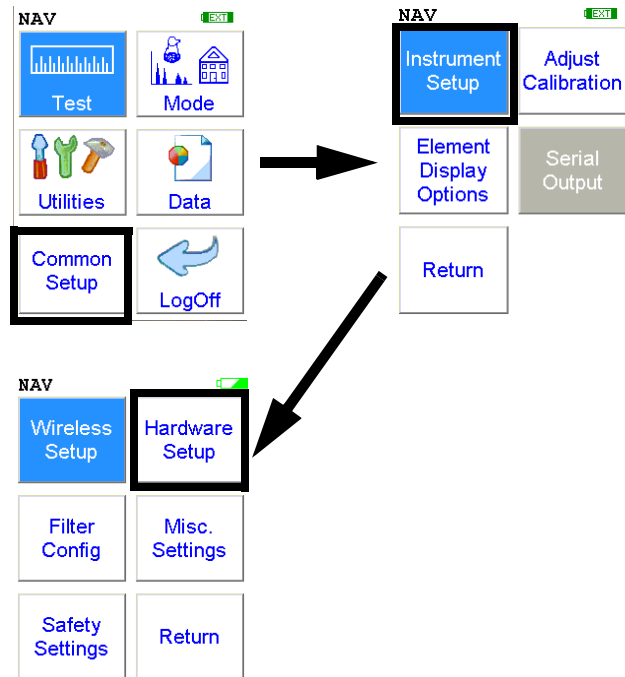 NAV
EXT
Test
Mode
Utilities
Data
Common
Setup
LogOff
NAV
EXT
Instrument
Setup
Adjust
Calibration
Element
Display
Options
Serial
Output
Return
NAV
Wireless
Setup
Hardware
Setup
Filter
Config
Misc.
Settings
Safety
Settings
Return